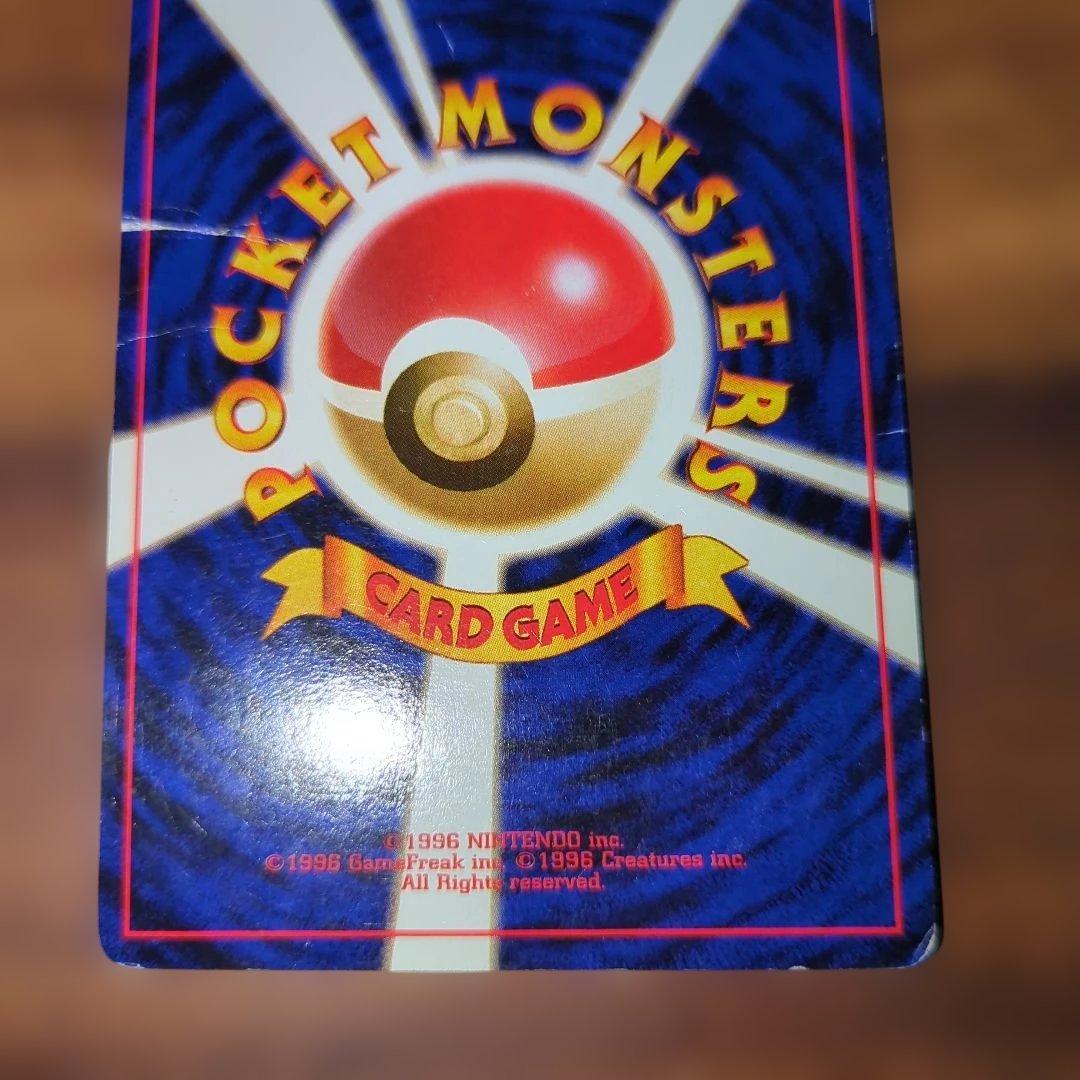 POCKET MONSTERS
CARD GAME
©1996 NINTENDO inc.
©1996 GameFreak inc. ©1996 Creatures inc.
All Rights reserved.